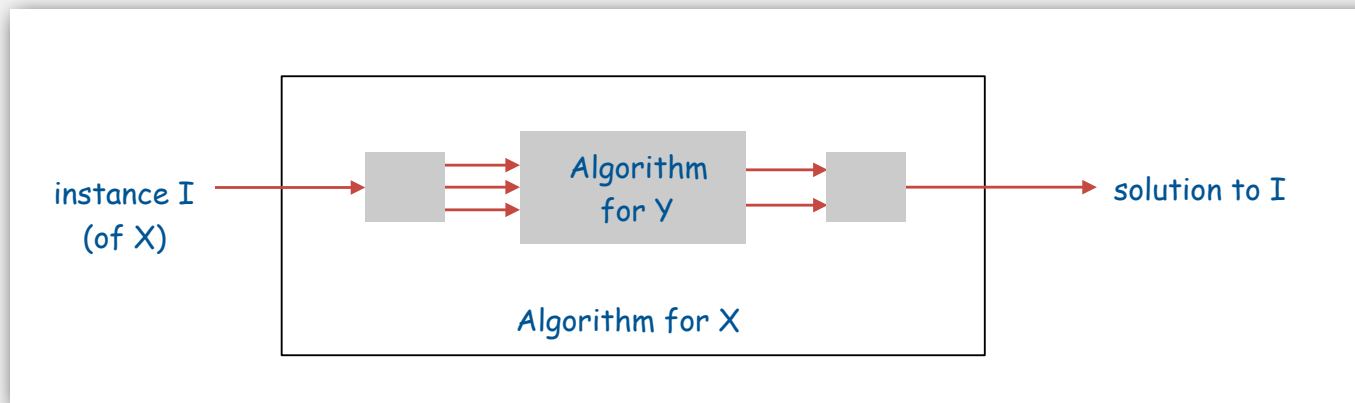 instance I
(of X)
Algorithm
for Y
Algorithm for X
solution to I